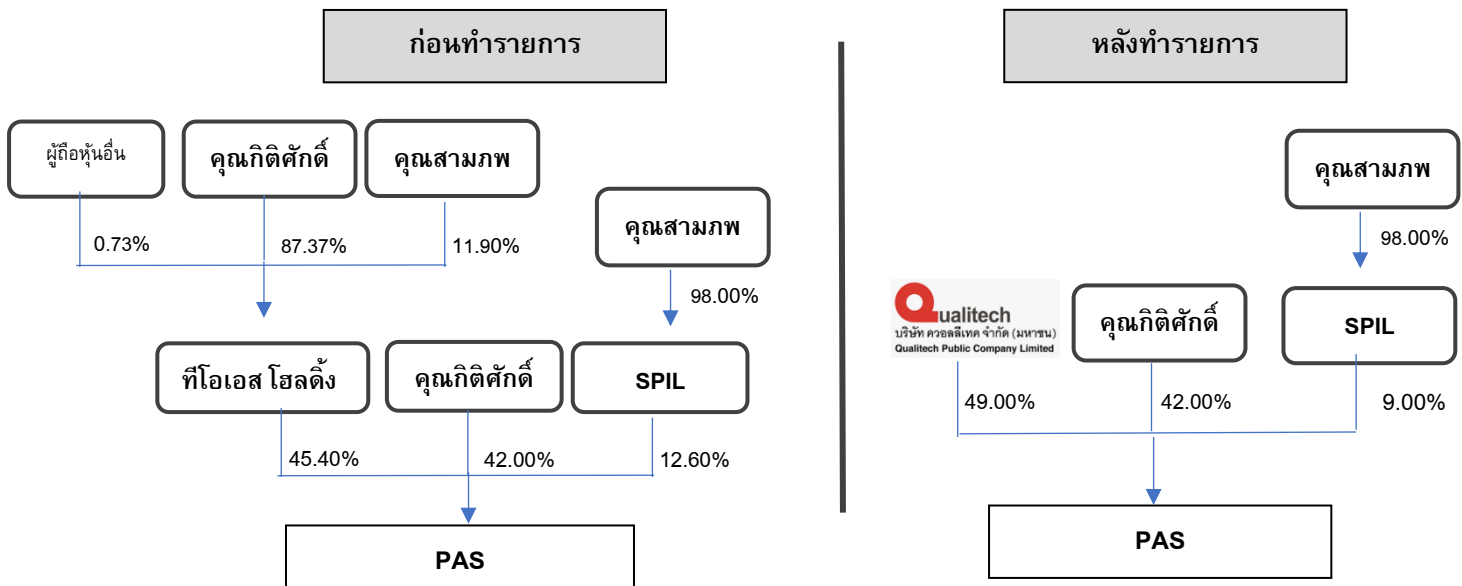 ก่อนทำรายการ
ผู้ถือหุ้นอื่น
คุณกิติศักดิ์
คุณสามภพ
0.73%
87.37%
11.90%
คุณสามภพ
98.00%
ทีโอเอส โฮลดิ้ง
คุณกิติศักดิ์
SPIL
45.40%
42.00%
12.60%
PAS
หลังทำรายการ
คุณสามภพ
98.00%
Qualitech
บริษัท ควอลลีเทค จำกัด (มหาชน)
Qualitech Public Company Limited
คุณกิติศักดิ์
SPIL
49.00%
42.00%
9.00%
PAS